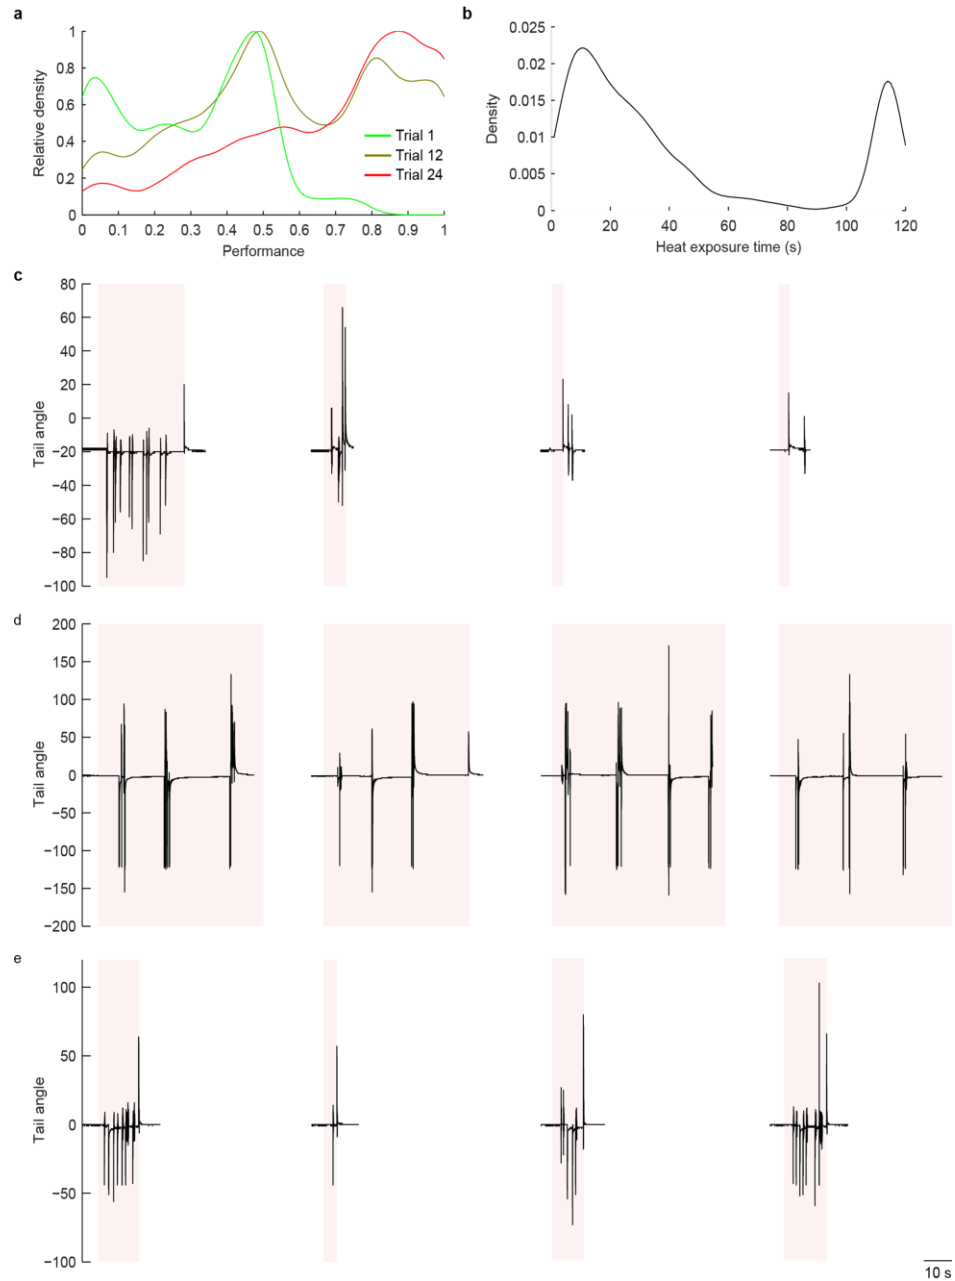 a
1
0.8
0.6
0.4
0.2
0
Relative density
Trial 1
Trial 12
Trial 24
0 0.1 0.2 0.3 0.4 0.5 0.6 0.7 0.8 0.9 1
Performance
b
0.025
0.02
0.015
0.01
0.005
0
Density
0 20 40 60 80 100 120
Heat exposure time (s)
c
80
60
40
20
0
−20
−40
−60
−80
−100
Tail angle
d
200
150
100
50
0
−50
−100
−150
−200
Tail angle
e
100
50
0
−50
−100
Tail angle
10 s